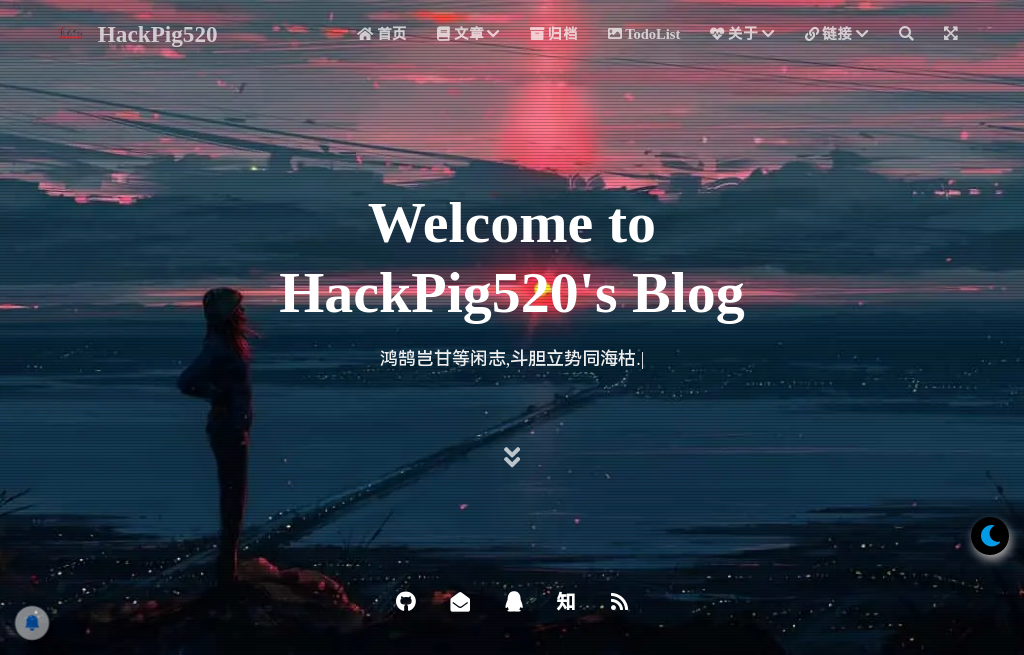 HackPig520
首页 文章 归档 TodoList 关于 链接
Welcome to
HackPig520's Blog
鸿鹄岂甘等闲志,斗胆立势同海枯.|
知